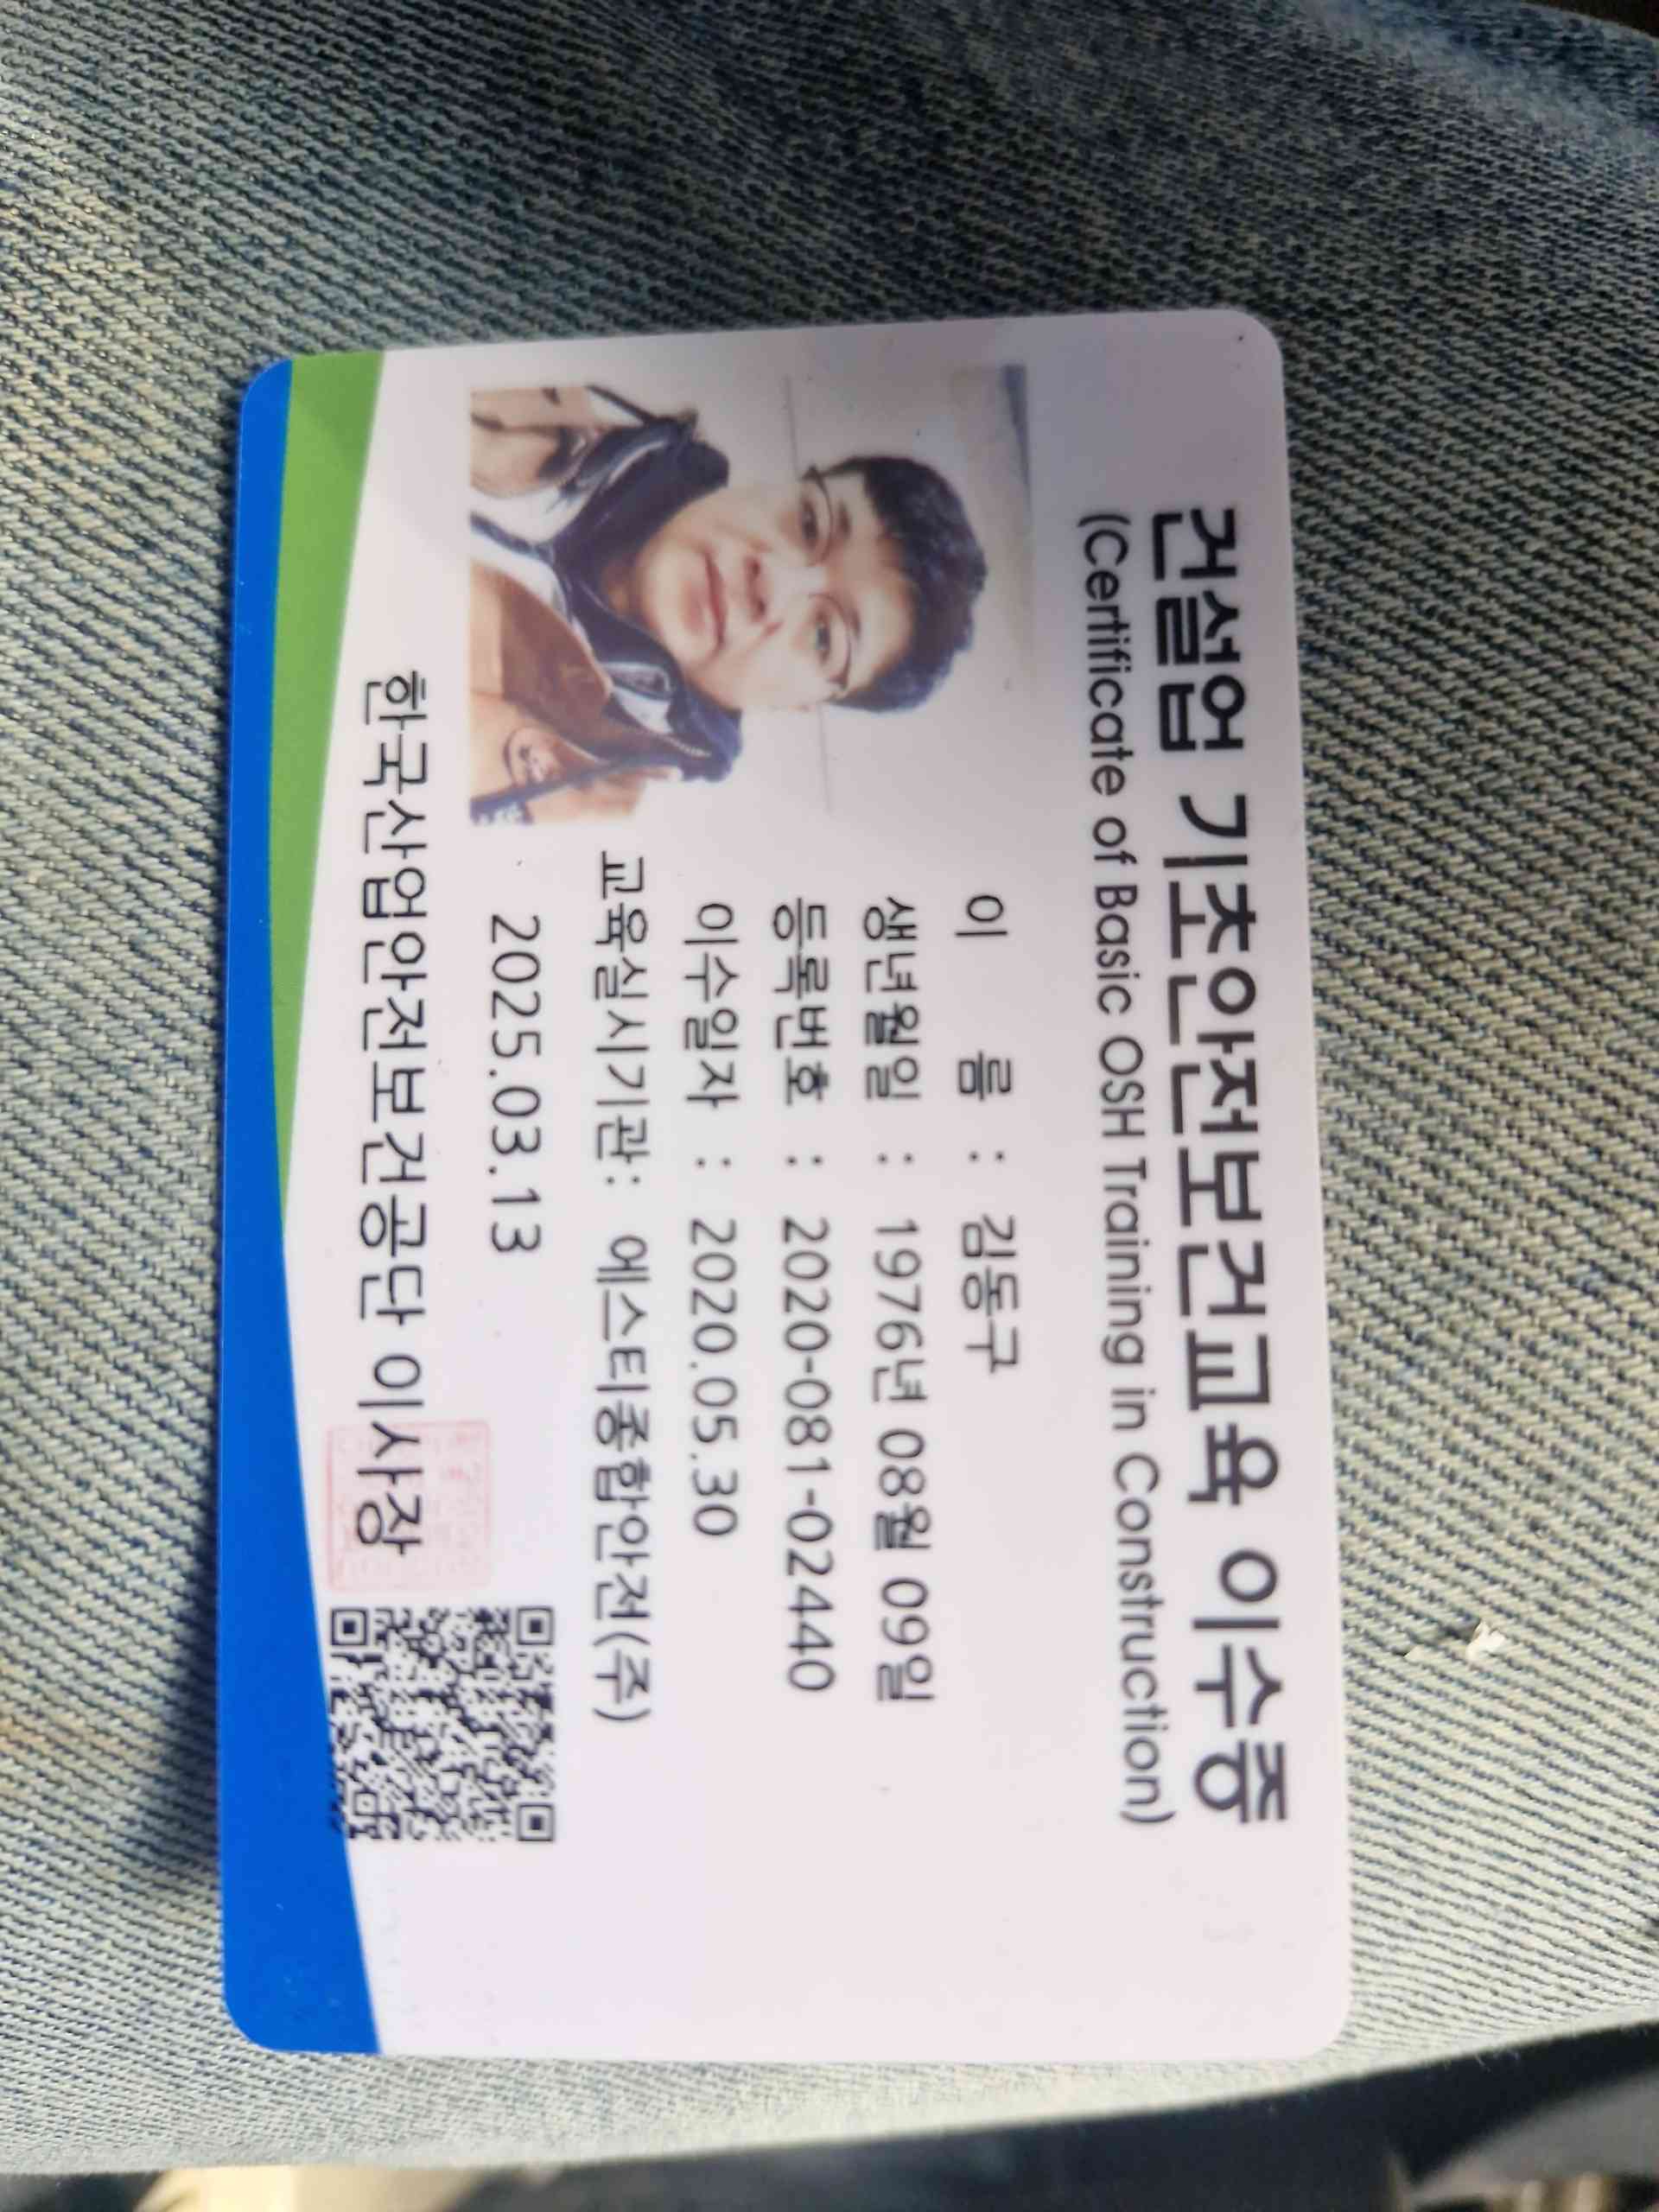 건설업 기초안전보건교육 이수증
(Certificate of Basic OSH Training in Construction)
이 름 : 김동구
생년월일 : 1976년 08월 09일
등록번호 : 2020-081-02440
이수일자 : 2020.05.30
교육실시기관: 에스티종합안전(주)
2025.03.13
한국산업안전보건공단 이사장